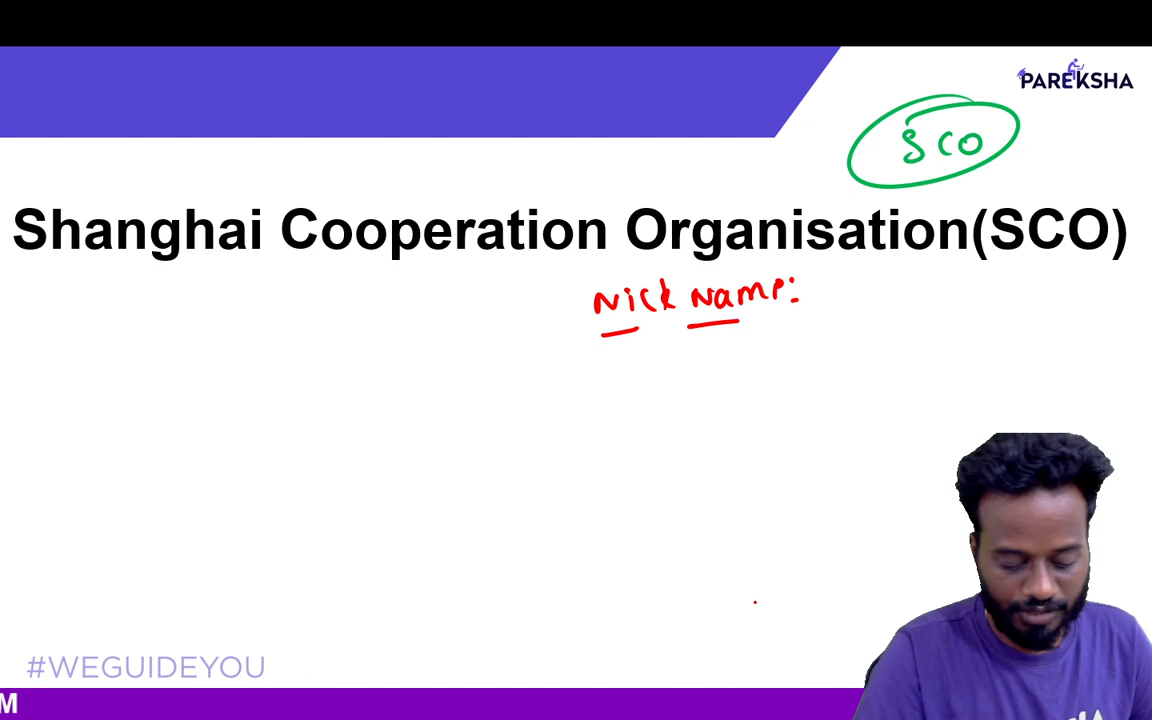 PAREKSHA
SCO
Shanghai Cooperation Organisation(SCO)
Nick Name:
#WEGUIDEYOU
M